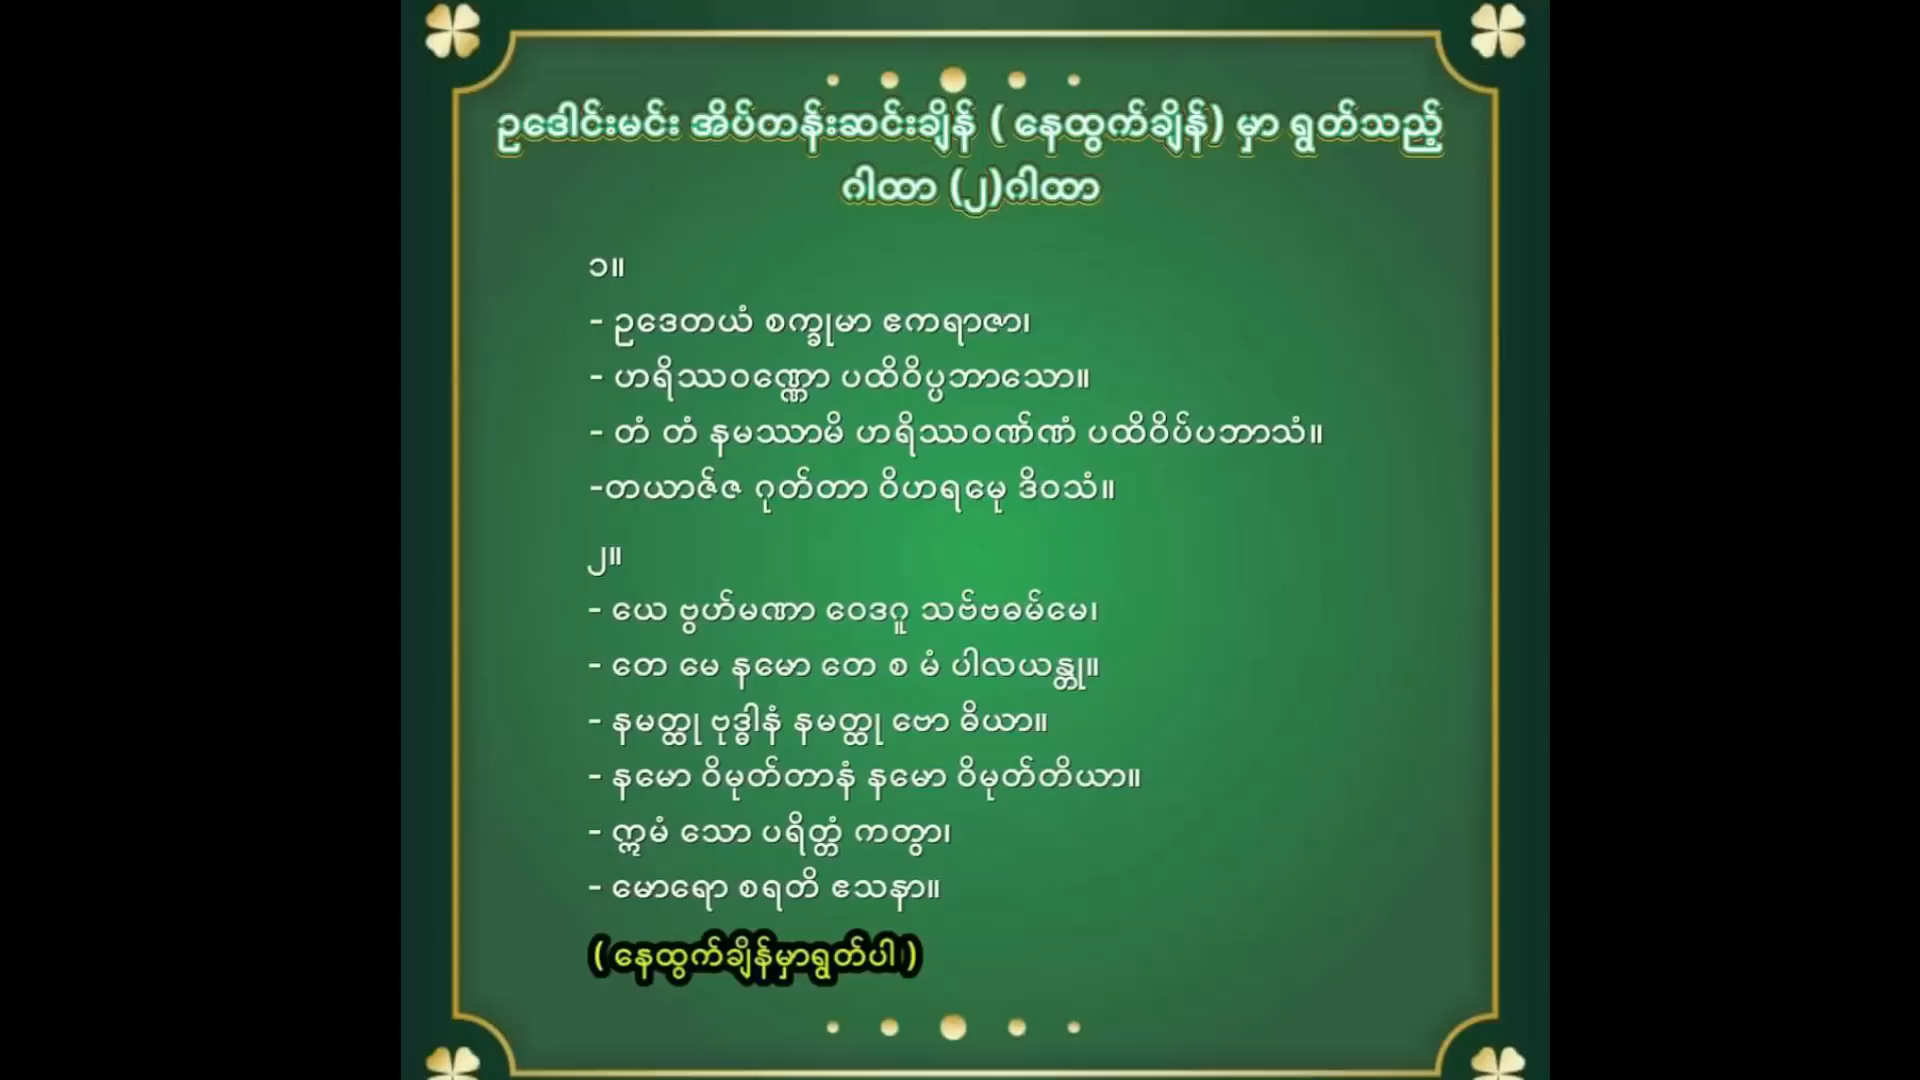 ဥဒေါင်းမင်း အိပ်တန်းဆင်းချိန် ( နေထွက်ချိန်) မှာ ရွတ်သည့်
ဂါထာ (၂)ဂါထာ
၁။
- ဥဒေတယံ စက္ခုမာ ဧကရာဇာ၊
- ဟရိဿဝဏ္ဏော ပထဝိပ္ပဘာသော။
- တံ တံ နမဿာမိ ဟရိဿဝဏ်ဏံ ပထဝိပ်ပဘာသံ။
-တယာဇ်ဇ ဂုတ်တာ ဝိဟရမေု ဒိဝသံ။
၂။
- ယေ ဗွဟ်မဏာ ဝေဒဂူ သဗ်ဗဓမ်မေ၊
- တေ မေ နမော တေ စ မံ ပါလယန္တု။
- နမတ္ထု ဗုဒ္ဓါနံ နမတ္ထု ဗော ဓိယာ။
- နမော ဝိမုတ်တာနံ နမော ဝိမုတ်တိယာ။
- ဣမံ သော ပရိတ္တံ ကတွာ၊
- မောရော စရတိ ဧသနာ။
( နေထွက်ချိန်မှာရွတ်ပါ )